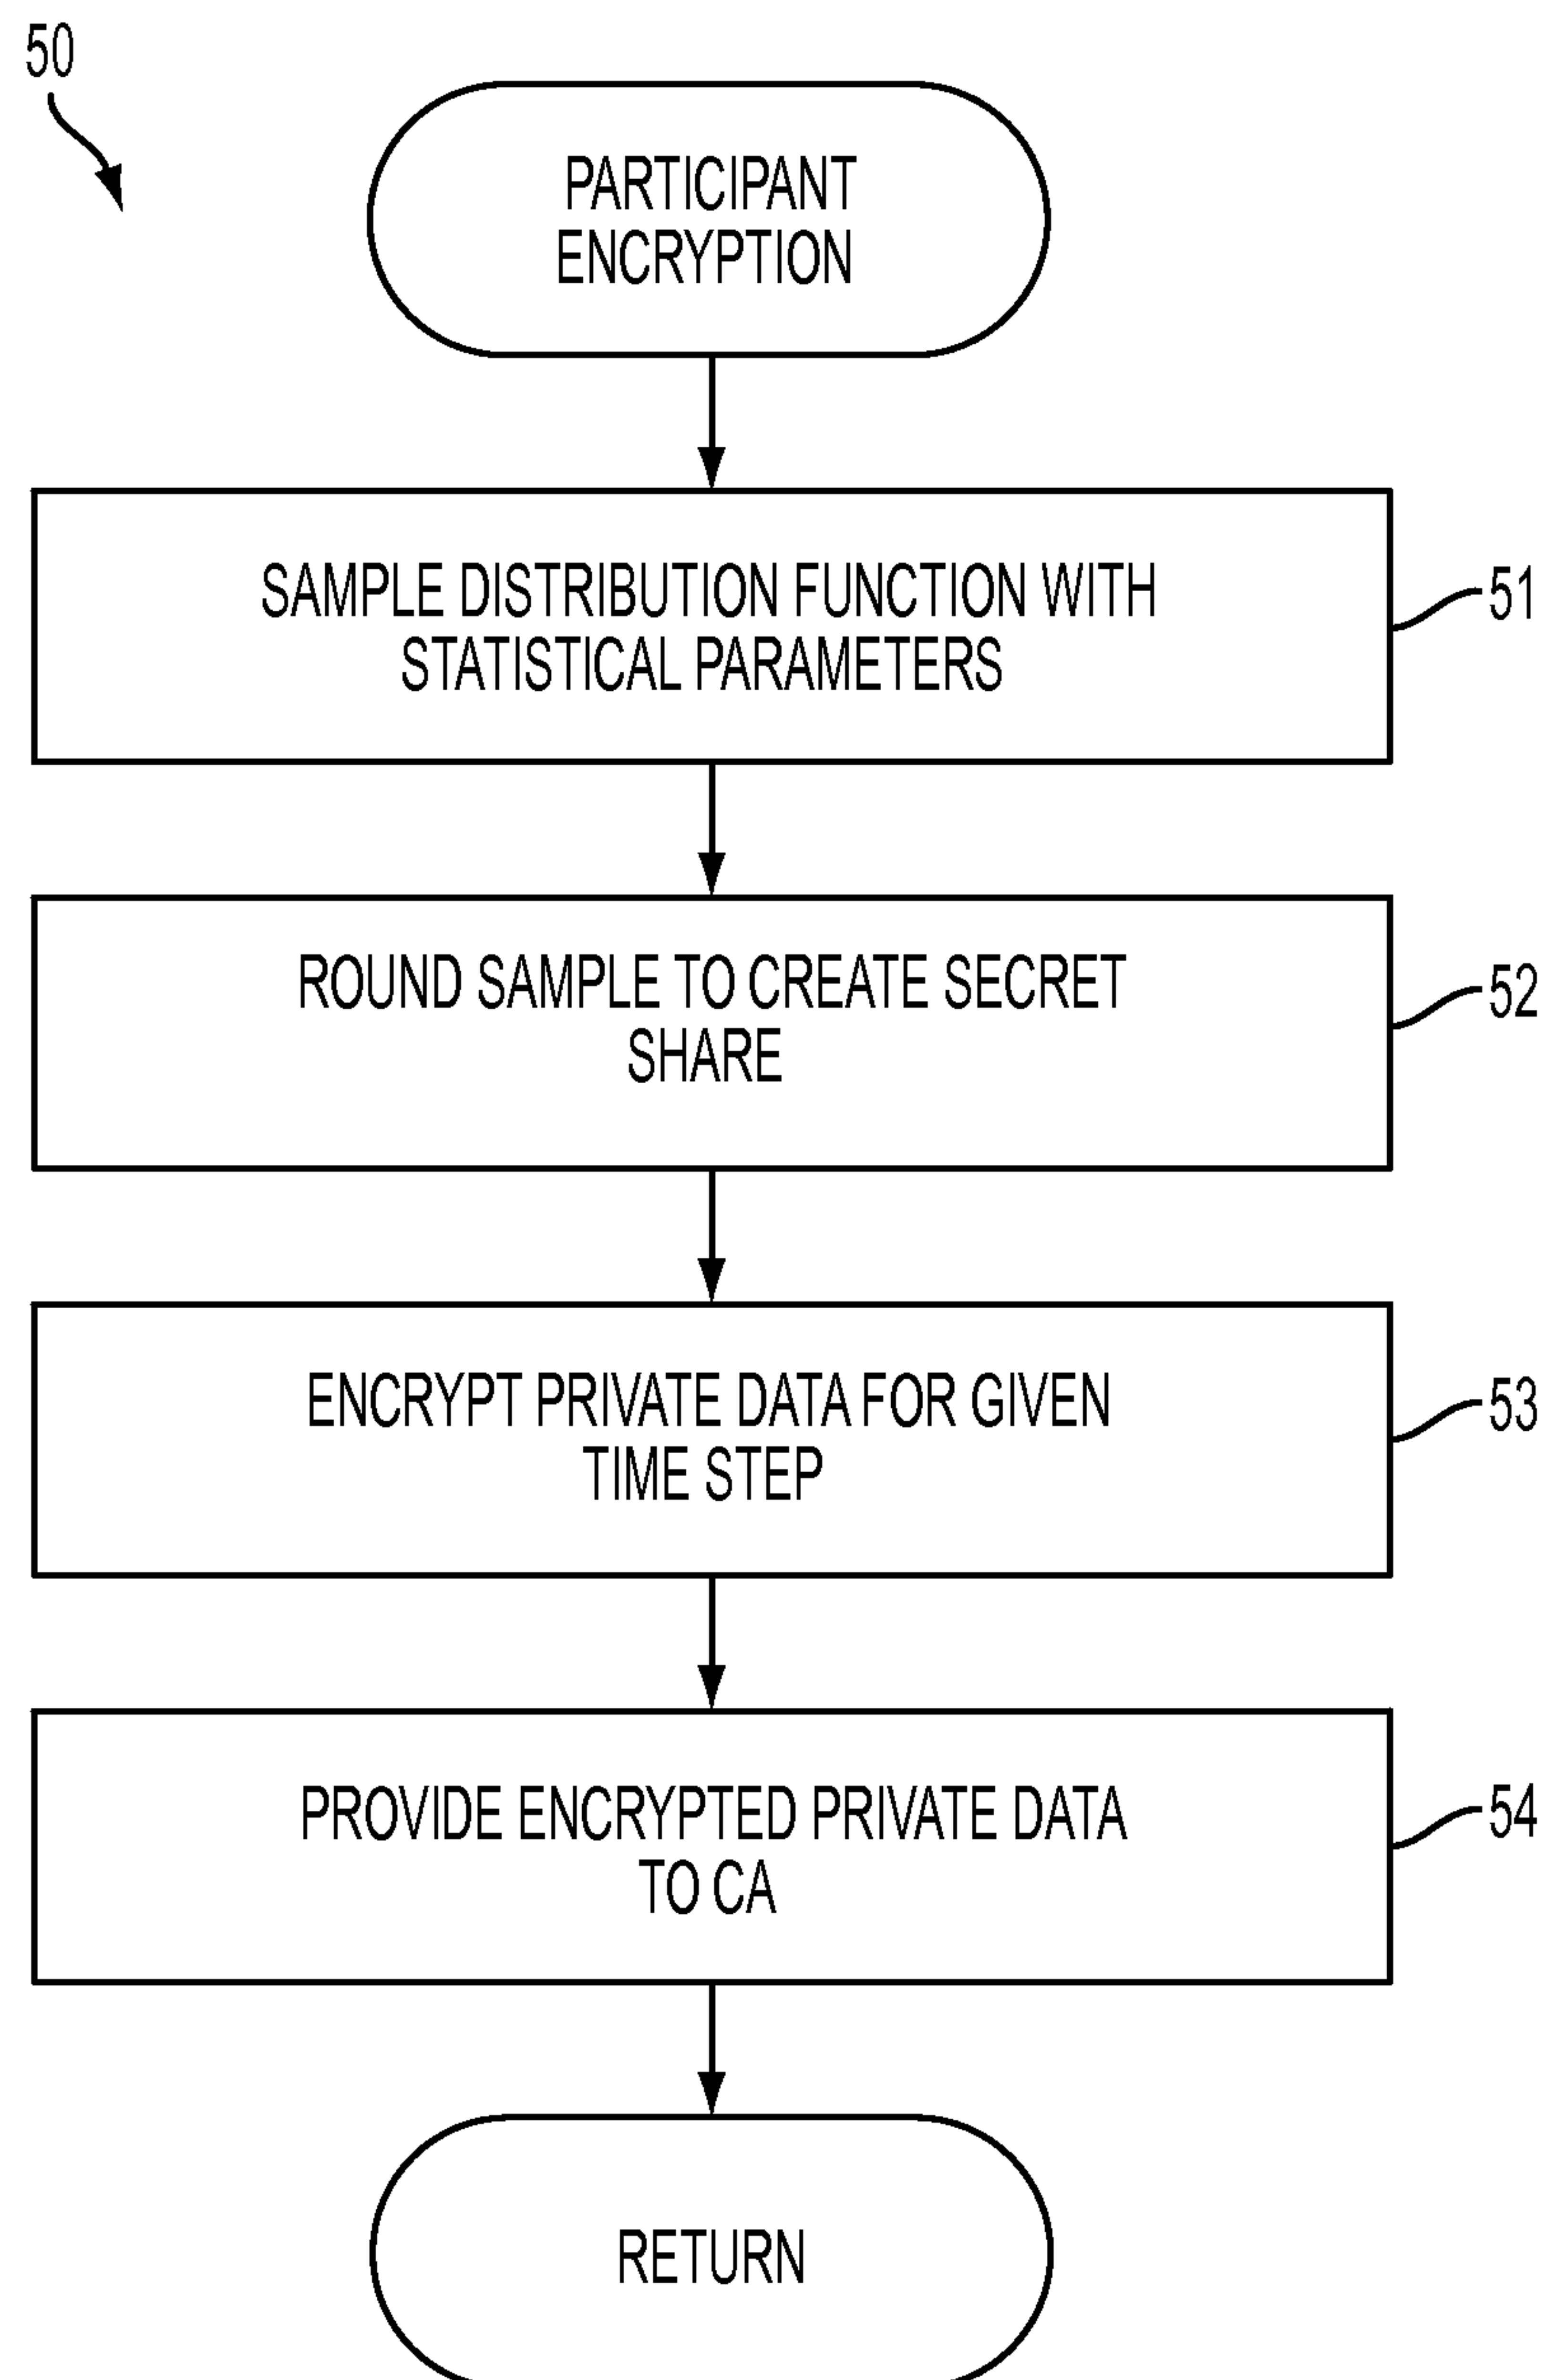 50
PARTICIPANT
ENCRYPTION
SAMPLE DISTRIBUTION FUNCTION WITH
STATISTICAL PARAMETERS
51
ROUND SAMPLE TO CREATE SECRET
SHARE
52
ENCRYPT PRIVATE DATA FOR GIVEN
TIME STEP
53
PROVIDE ENCRYPTED PRIVATE DATA
TO CA
54
RETURN